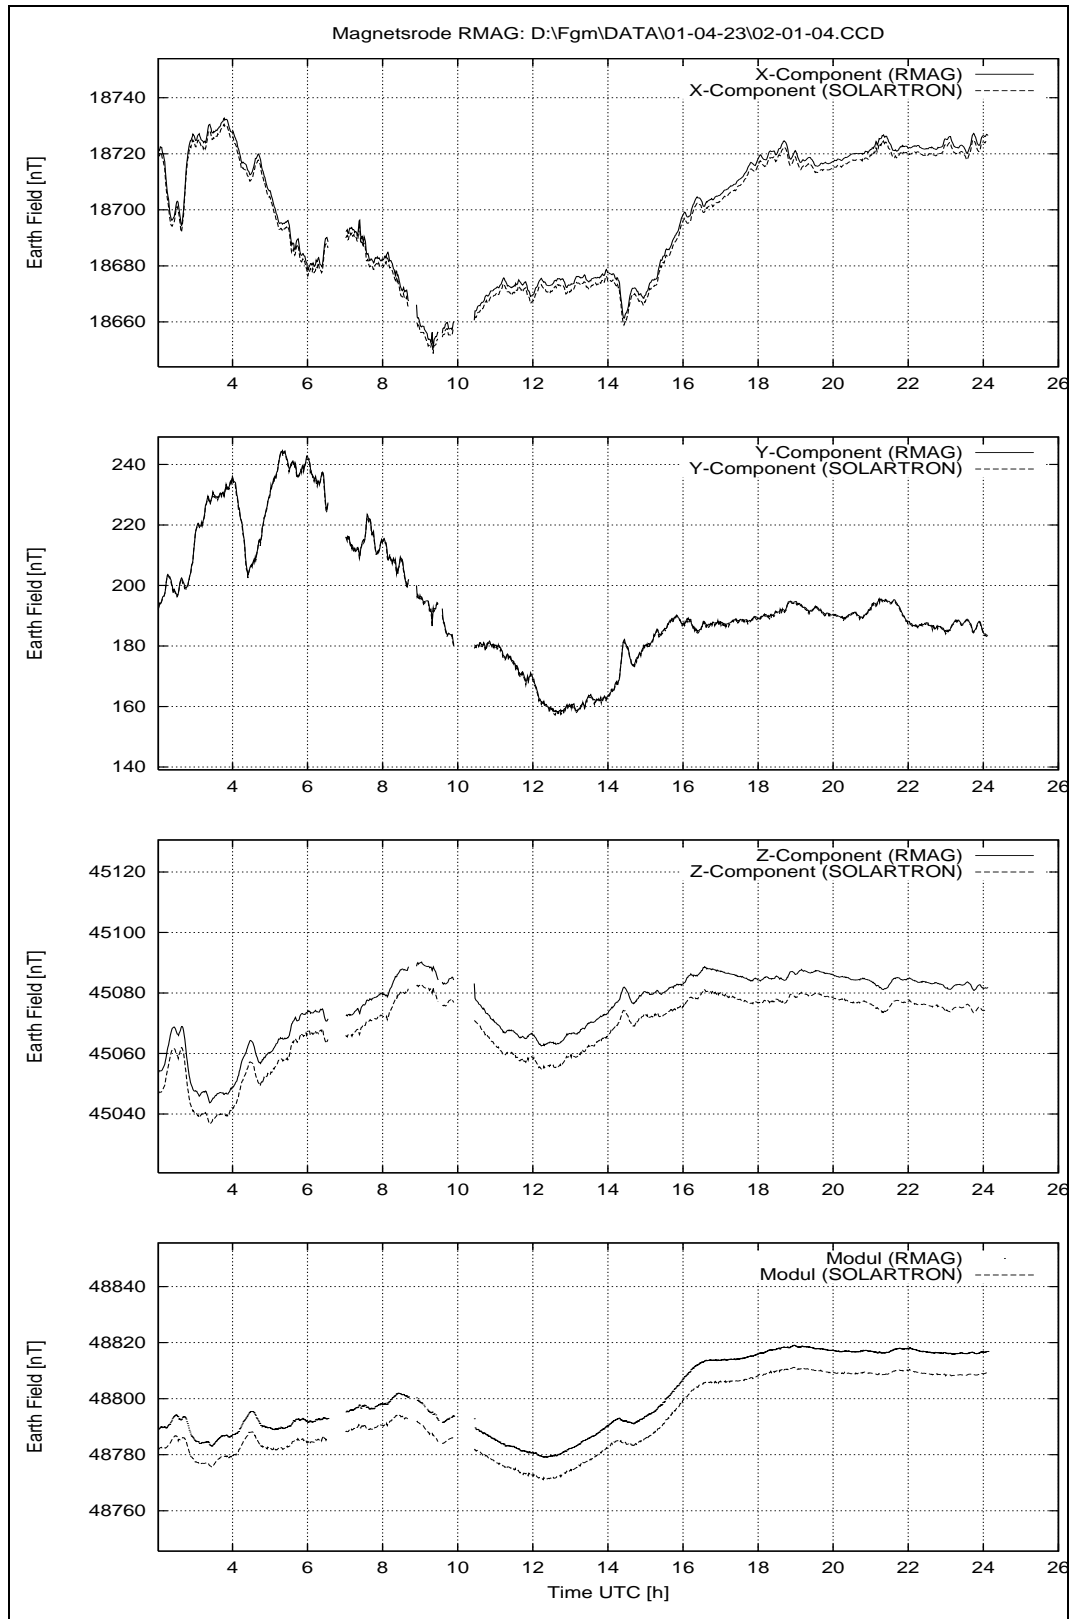 Magnetsrode RMAG: D:\Fgm\DATA\01-04-23\02-01-04.CCD
X-Component (RMAG)
X-Component (SOLARTRON)
18740
18720
18700
18680
18660
Earth Field [nT]
4 6 8 10 12 14 16 18 20 22 24 26
Y-Component (RMAG)
Y-Component (SOLARTRON)
240
220
200
180
160
140
Earth Field [nT]
4 6 8 10 12 14 16 18 20 22 24 26
Z-Component (RMAG)
Z-Component (SOLARTRON)
45120
45100
45080
45060
45040
Earth Field [nT]
4 6 8 10 12 14 16 18 20 22 24 26
Modul (RMAG)
Modul (SOLARTRON)
48840
48820
48800
48780
48760
Earth Field [nT]
4 6 8 10 12 14 16 18 20 22 24 26
Time UTC [h]